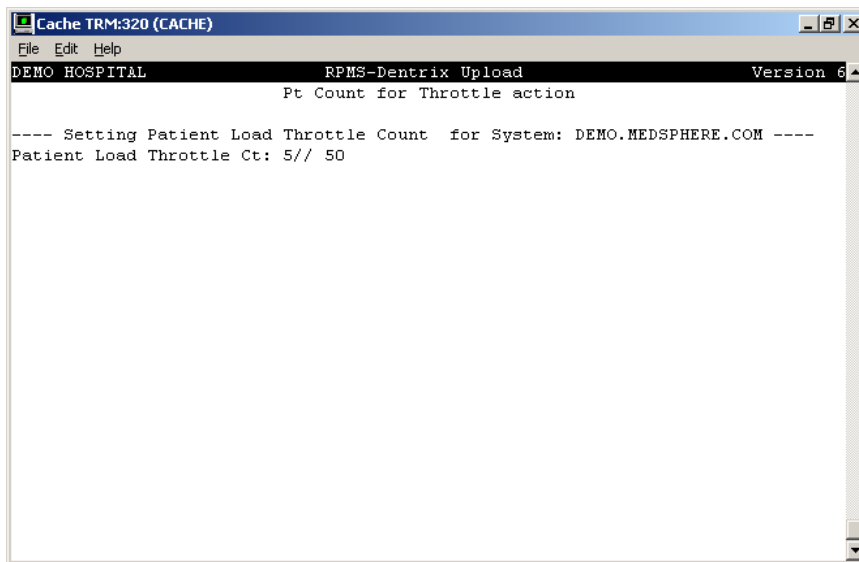 Cache TRM:320 (CACHE)
File Edit Help
DEMO HOSPITAL RPMS-Dentrix Upload Version 6
Pt Count for Throttle action
---- Setting Patient Load Throttle Count for System: DEMO.MEDSPHERE.COM ----
Patient Load Throttle Ct: 5// 50